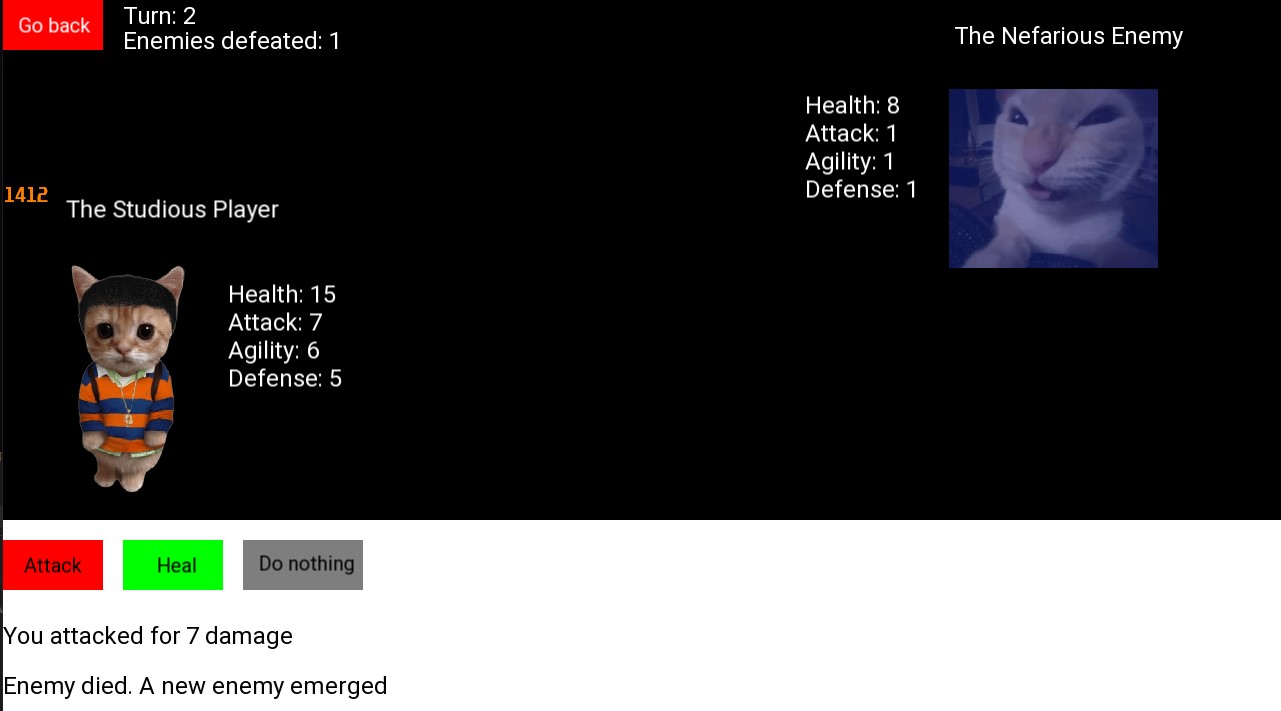 Go back
Turn: 2
Enemies defeated: 1
The Nefarious Enemy
Health: 8
Attack: 1
Agility: 1
Defense: 1
1412
The Studious Player
Health: 15
Attack: 7
Agility: 6
Defense: 5
Attack
Heal
Do nothing
You attacked for 7 damage
Enemy died. A new enemy emerged